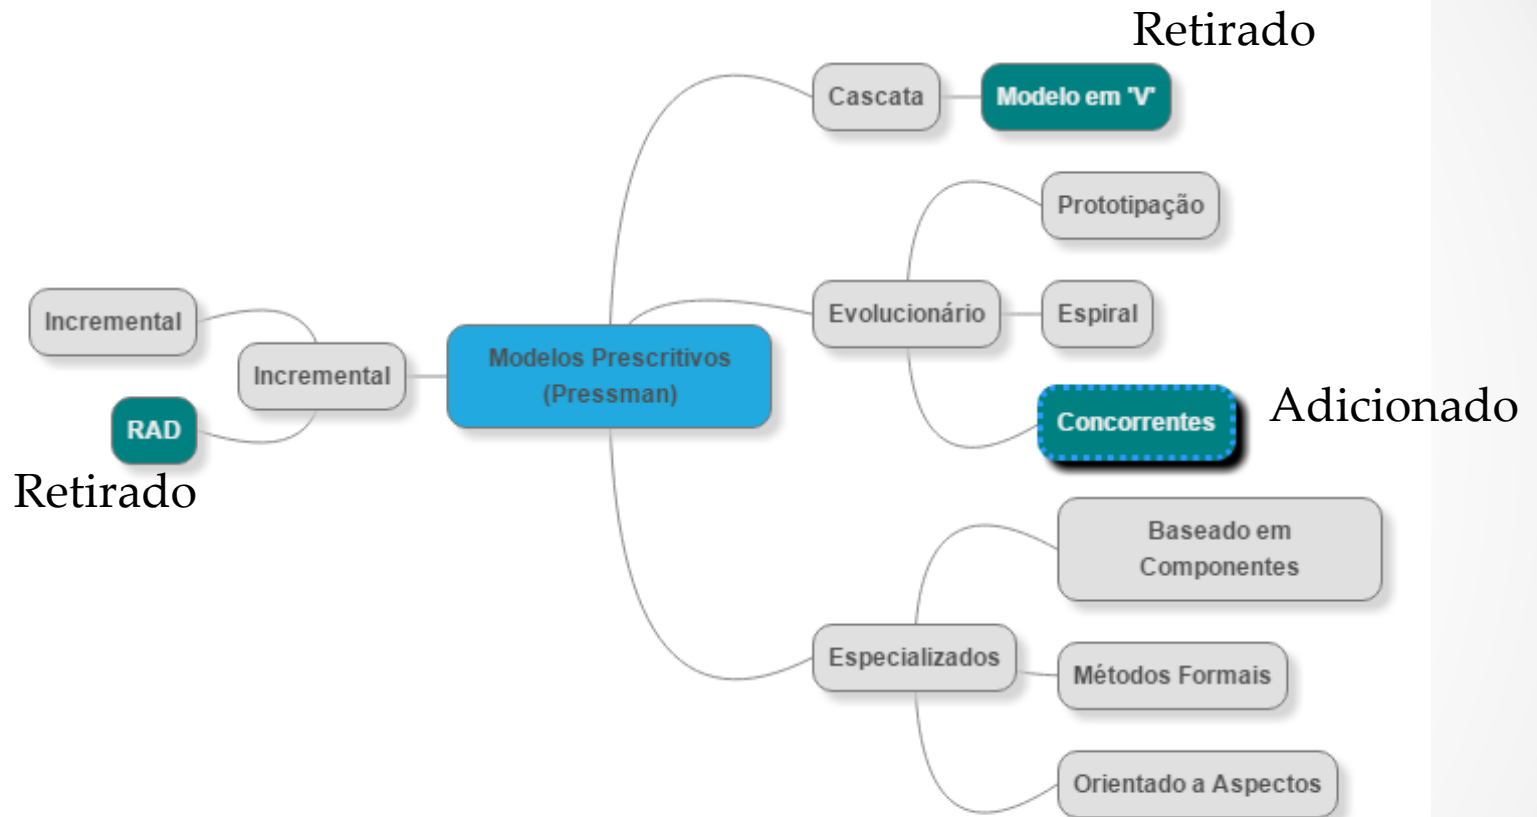 Retirado
Cascata
Modelo em 'V'
Prototipação
Evolucionário
Espiral
Concorrentes
Adicionado
Incremental
Incremental
RAD
Retirado
Modelos Prescritivos
(Pressman)
Baseado em
Componentes
Especializados
Métodos Formais
Orientado a Aspectos